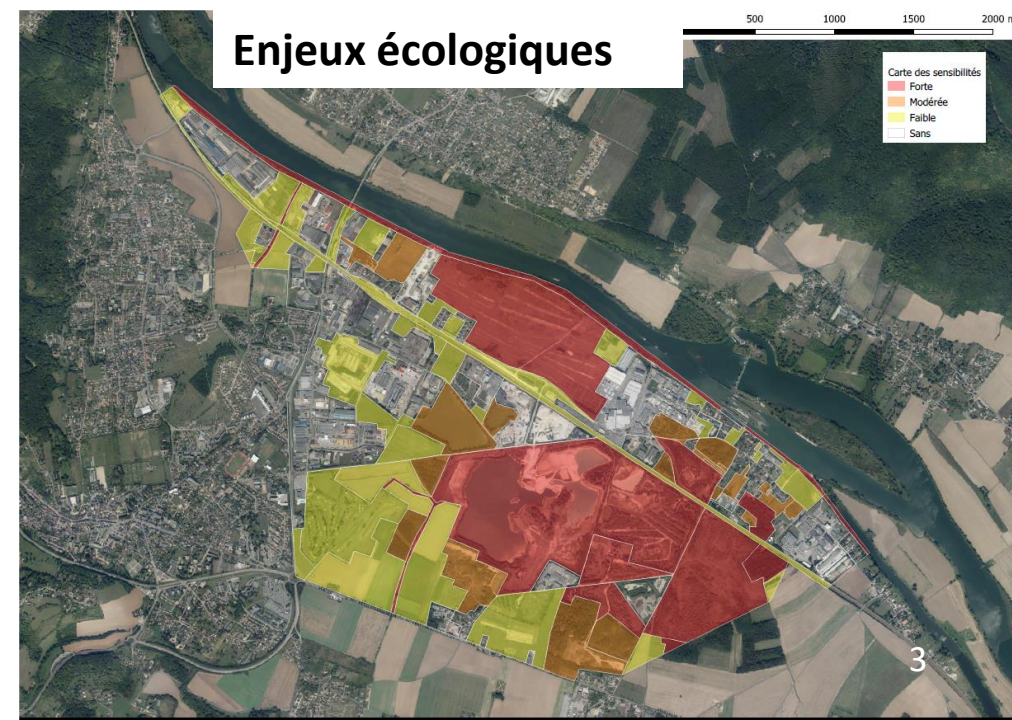 Enjeux écologiques
500 1000 1500 2000 m
Carte des sensibilités
Forte
Modérée
Faible
Sans
3